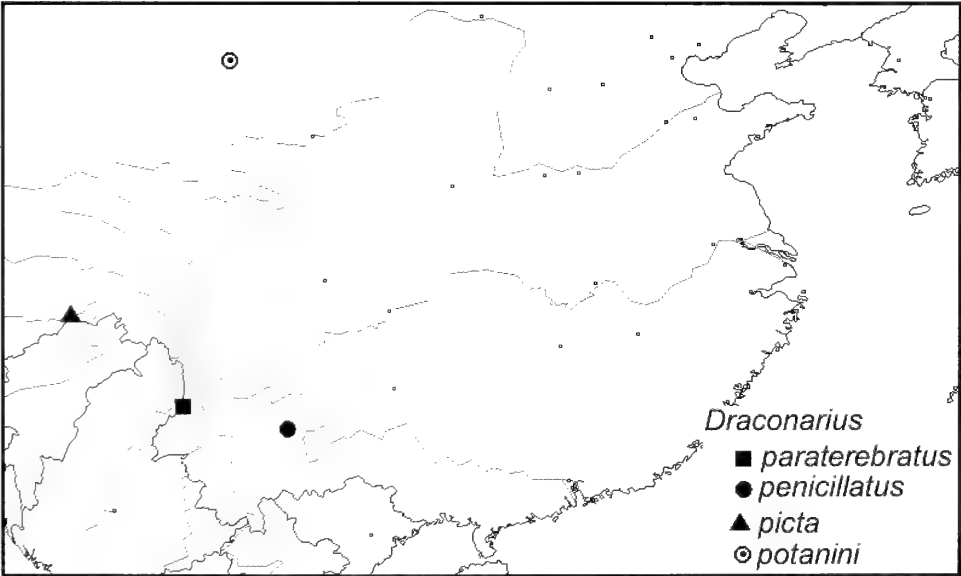 Draconarius
paraterebratus
penicillatus
picta
potanini